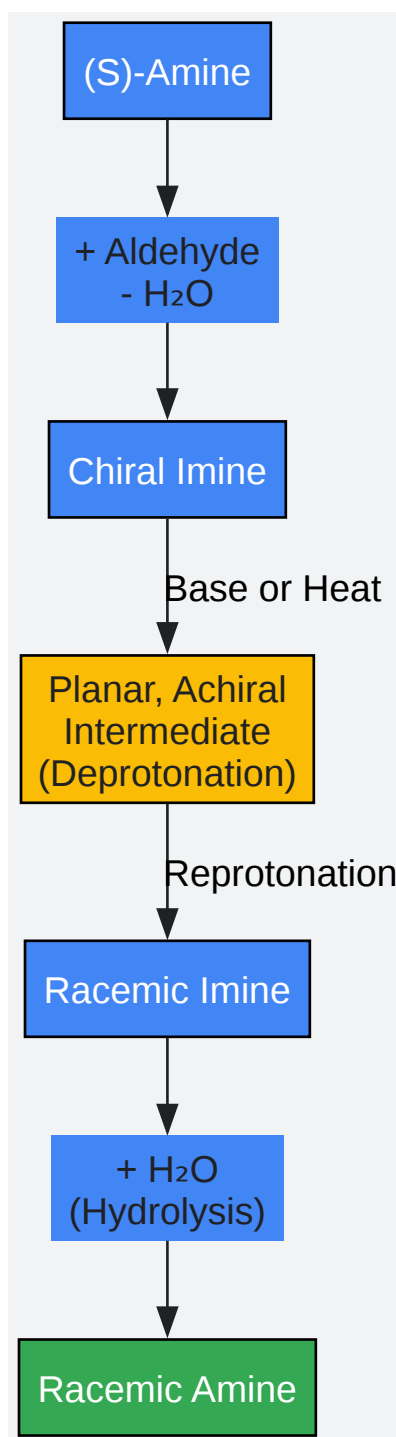 (S)-Amine
+ Aldehyde
- H₂O
Chiral Imine
Base or Heat
Planar, Achiral
Intermediate
(Deprotonation)
Reprotonation
Racemic Imine
+ H₂O
(Hydrolysis)
Racemic Amine